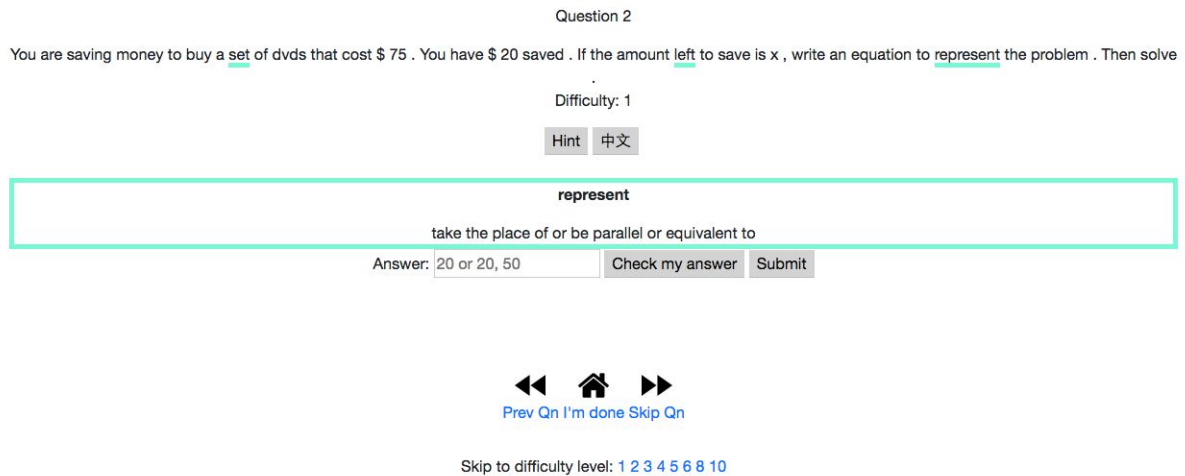 Question 2
You are saving money to buy a set of dvds that cost $ 75 . You have $ 20 saved . If the amount left to save is x , write an equation to represent the problem . Then solve
.
Difficulty: 1
Hint 中文
represent
take the place of or be parallel or equivalent to
Answer: 20 or 20, 50 Check my answer Submit
Prev Qn I'm done Skip Qn
Skip to difficulty level: 1 2 3 4 5 6 8 10